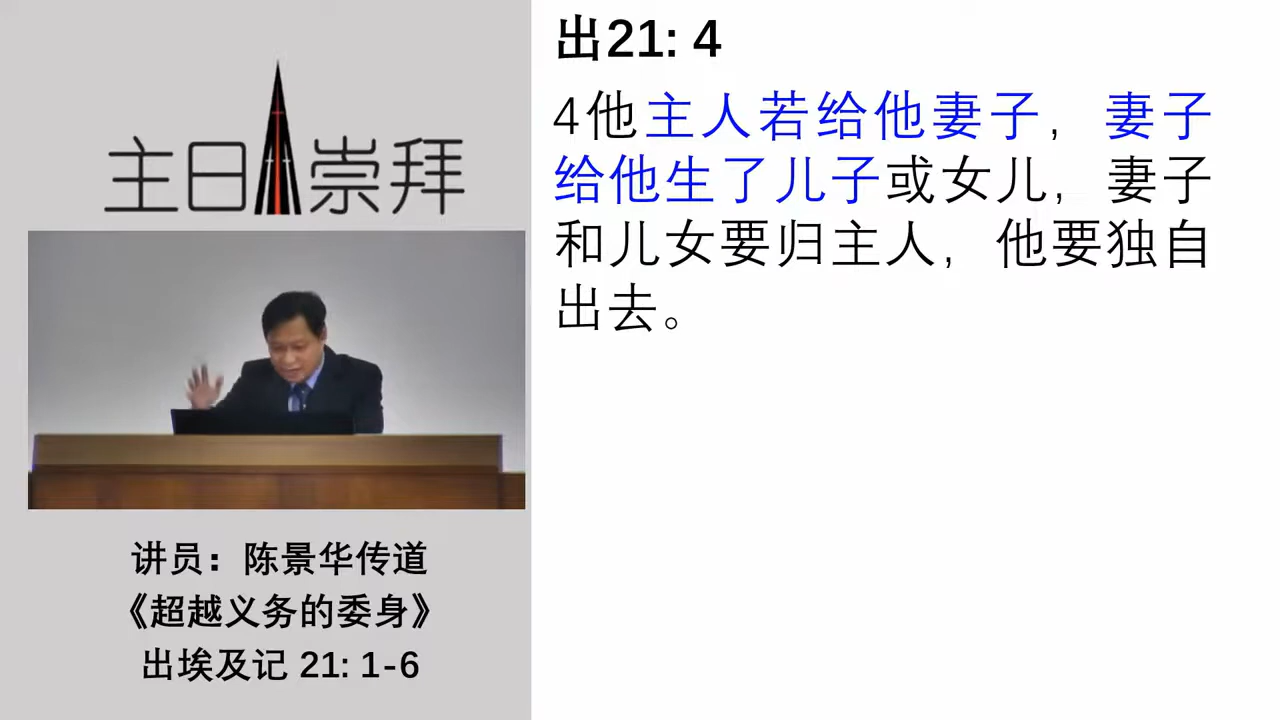 主日崇拜
讲员：陈景华传道
《超越义务的委身》
出埃及记 21: 1-6
出21: 4
4他主人若给他妻子，妻子
给他生了儿子或女儿，妻子
和儿女要归主人，他要独自
出去。